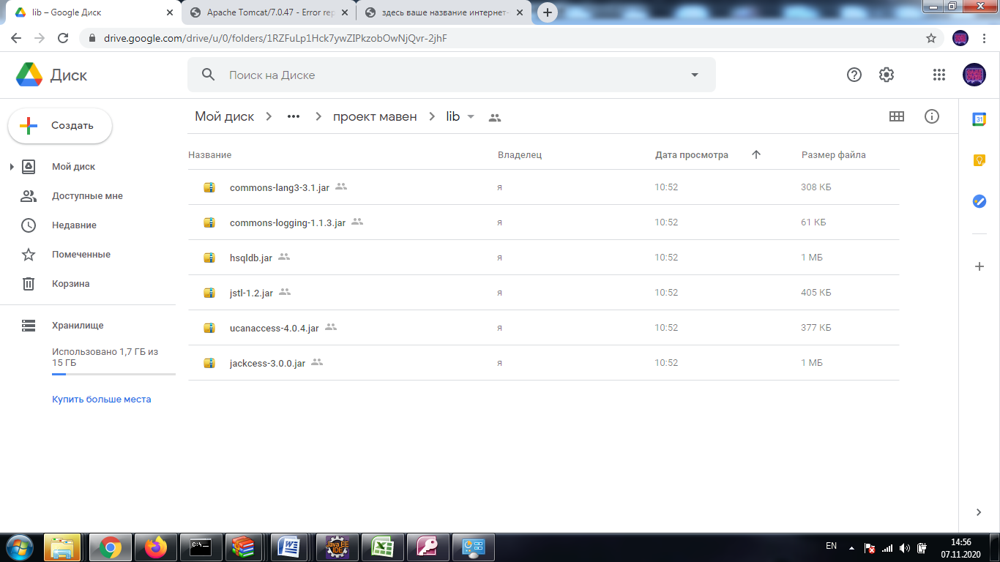 lib – Google Диск
Apache Tomcat/7.0.47 - Error rep
здесь ваше название интернет-
drive.google.com/drive/u/0/folders/1RZFuLp1Hck7ywZIPkzobOwNjQvr-2jhF
Диск
Поиск на Диске
Создать
Мой диск
Доступные мне
Недавние
Помеченные
Корзина
Хранилище
Использовано 1,7 ГБ из
15 ГБ
Купить больше места
Мой диск > ••• > проект мавен > lib
Название Владелец Дата просмотра Размер файла
commons-lang3-3.1.jar я 10:52 308 КБ
commons-logging-1.1.3.jar я 10:52 61 КБ
hsqldb.jar я 10:52 1 МБ
jstl-1.2.jar я 10:52 405 КБ
ucanaccess-4.0.4.jar я 10:52 377 КБ
jackcess-3.0.0.jar я 10:52 1 МБ
31
C:\
Java EE
IDE
EN
14:56
07.11.2020